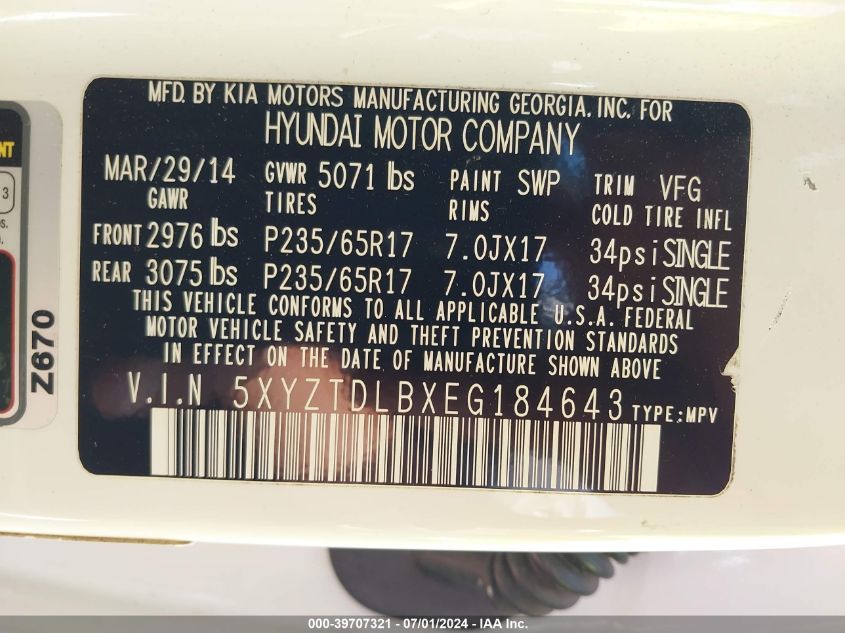 MFD. BY KIA MOTORS MANUFACTURING GEORGIA. INC. FOR
HYUNDAI MOTOR COMPANY
MAR/29/14 GVWR 5071 lbs PAINT SWP TRIM VFG
GAWR TIRES RIMS COLD TIRE INFL
FRONT 2976 lbs P235/65R17 7.0JX17 34psi SINGLE
REAR 3075 lbs P235/65R17 7.0JX17 34psi SINGLE
THIS VEHICLE CONFORMS TO ALL APPLICABLE U.S.A. FEDERAL
MOTOR VEHICLE SAFETY AND THEFT PREVENTION STANDARDS
IN EFFECT ON THE DATE OF MANUFACTURE SHOWN ABOVE
V.I.N 5XYZTDLBXEG184643 TYPE:MPV
NT
3
Z670
000-39707321 - 07/01/2024 - IAA Inc.